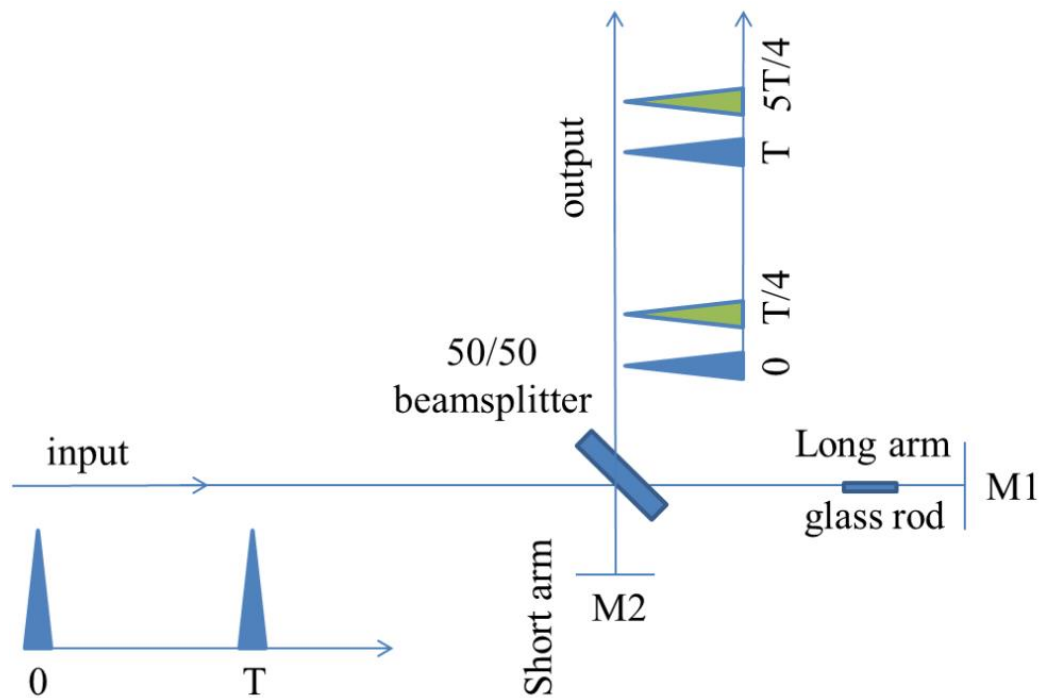 output
5T/4
T
T/4
0
50/50
beamsplitter
input
Long arm
glass rod
M1
Short arm
M2
0
T